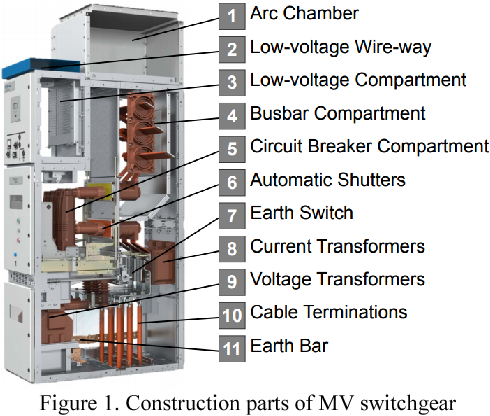 1 Arc Chamber
2 Low-voltage Wire-way
3 Low-voltage Compartment
4 Busbar Compartment
5 Circuit Breaker Compartment
6 Automatic Shutters
7 Earth Switch
8 Current Transformers
9 Voltage Transformers
10 Cable Terminations
11 Earth Bar
Figure 1. Construction parts of MV switchgear